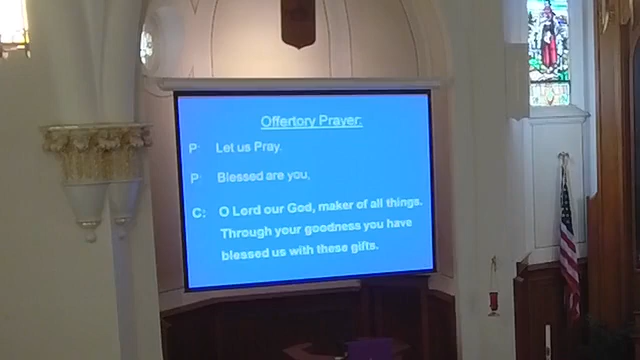 Offertory Prayer:
P: Let us Pray.
P: Blessed are you,
C: O Lord our God, maker of all things.
Through your goodness you have
blessed us with these gifts.